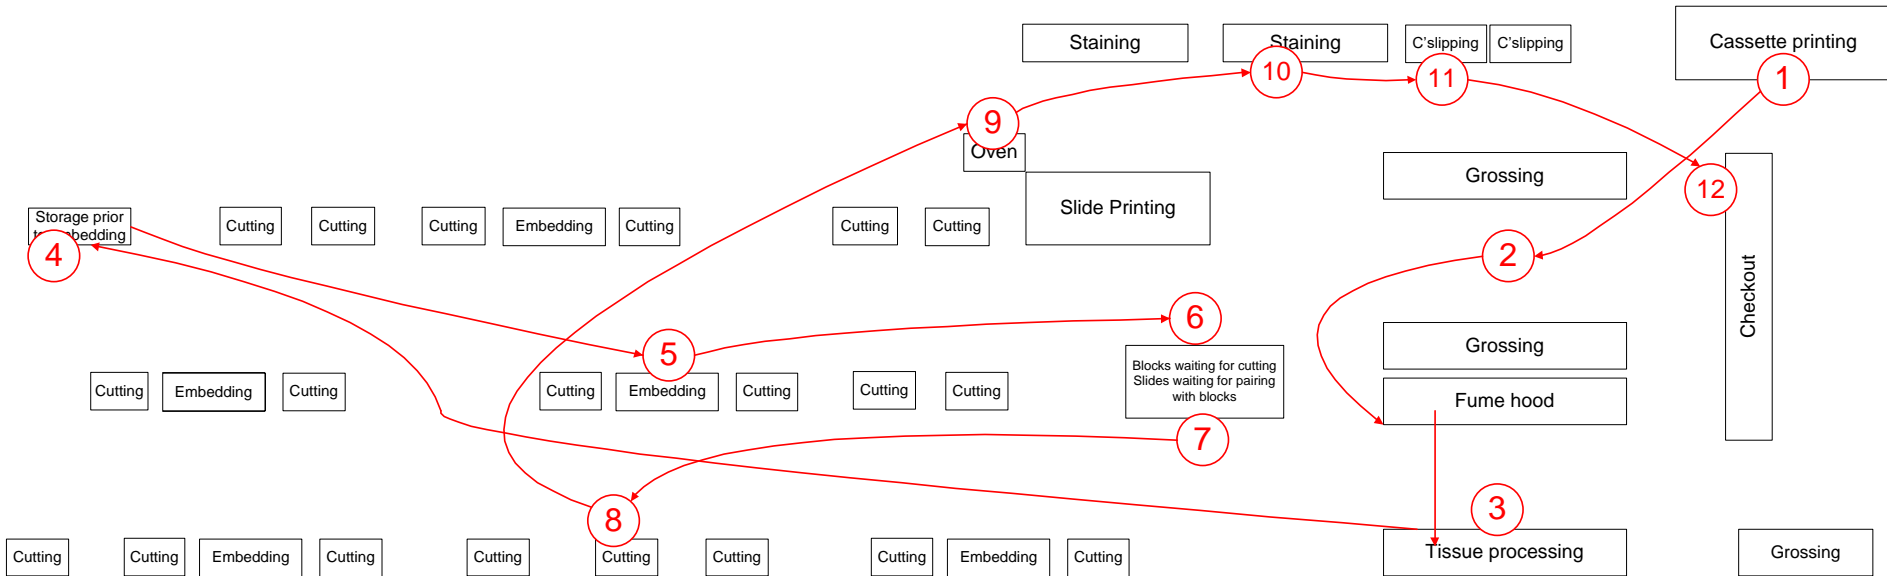 Staining
Staining
C'slipping
C'slipping
Cassette printing
10
11
1
9
Oven
Grossing
12
Slide Printing
Storage prior
to embedding
Cutting
Cutting
Cutting
Embedding
Cutting
Cutting
Cutting
4
2
Checkout
6
5
Grossing
Blocks waiting for cutting
Slides waiting for pairing
with blocks
Cutting
Embedding
Cutting
Cutting
Embedding
Cutting
Cutting
Cutting
Fume hood
7
8
3
Cutting
Cutting
Embedding
Cutting
Cutting
Cutting
Cutting
Cutting
Embedding
Cutting
Tissue processing
Grossing